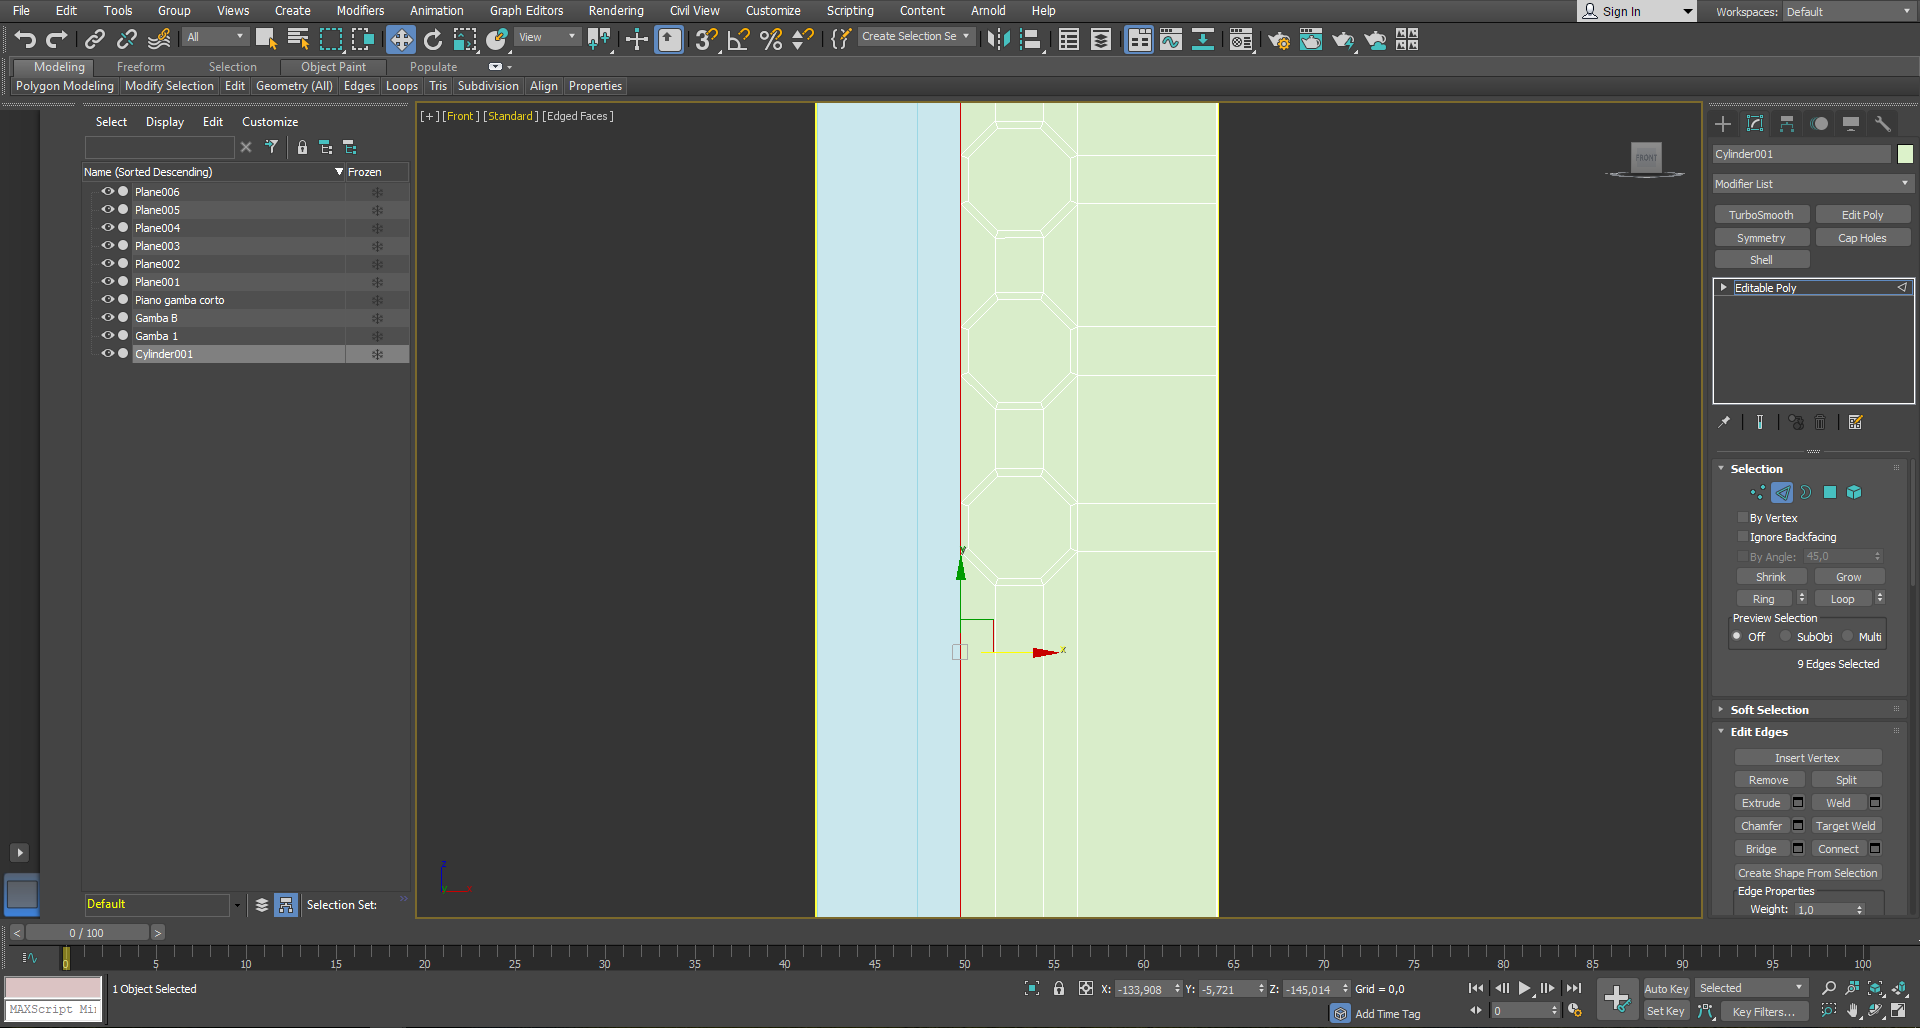 File Edit Tools Group Views Create Modifiers Animation Graph Editors Rendering Civil View Customize Scripting Content Arnold Help Sign In Workspaces: Default
All View Create Selection Se
Modeling Freeform Selection Object Paint Populate
Polygon Modeling Modify Selection Edit Geometry (All) Edges Loops Tris Subdivision Align Properties
Select Display Edit Customize
Name (Sorted Descending) Frozen
Plane006
Plane005
Plane004
Plane003
Plane002
Plane001
Piano gamba corto
Gamba B
Gamba 1
Cylinder001
Default Selection Set:
[+] [Front ] [Standard ] [Edged Faces ]
FRONT
y
x
z
y
x
Cylinder001
Modifier List
TurboSmooth Edit Poly
Symmetry Cap Holes
Shell
Editable Poly
Selection
By Vertex
Ignore Backfacing
By Angle: 45,0
Shrink Grow
Ring Loop
Preview Selection
Off SubObj Multi
9 Edges Selected
Soft Selection
Edit Edges
Insert Vertex
Remove Split
Extrude Weld
Chamfer Target Weld
Bridge Connect
Create Shape From Selection
Edge Properties
Weight: 1,0
< 0 / 100 >
0 5 10 15 20 25 30 35 40 45 50 55 60 65 70 75 80 85 90 95 100
1 Object Selected X: -133,908 Y: -5,721 Z: -145,014 Grid = 0,0 Auto Key Selected
MAXScript Mi Add Time Tag 0 Set Key Key Filters...